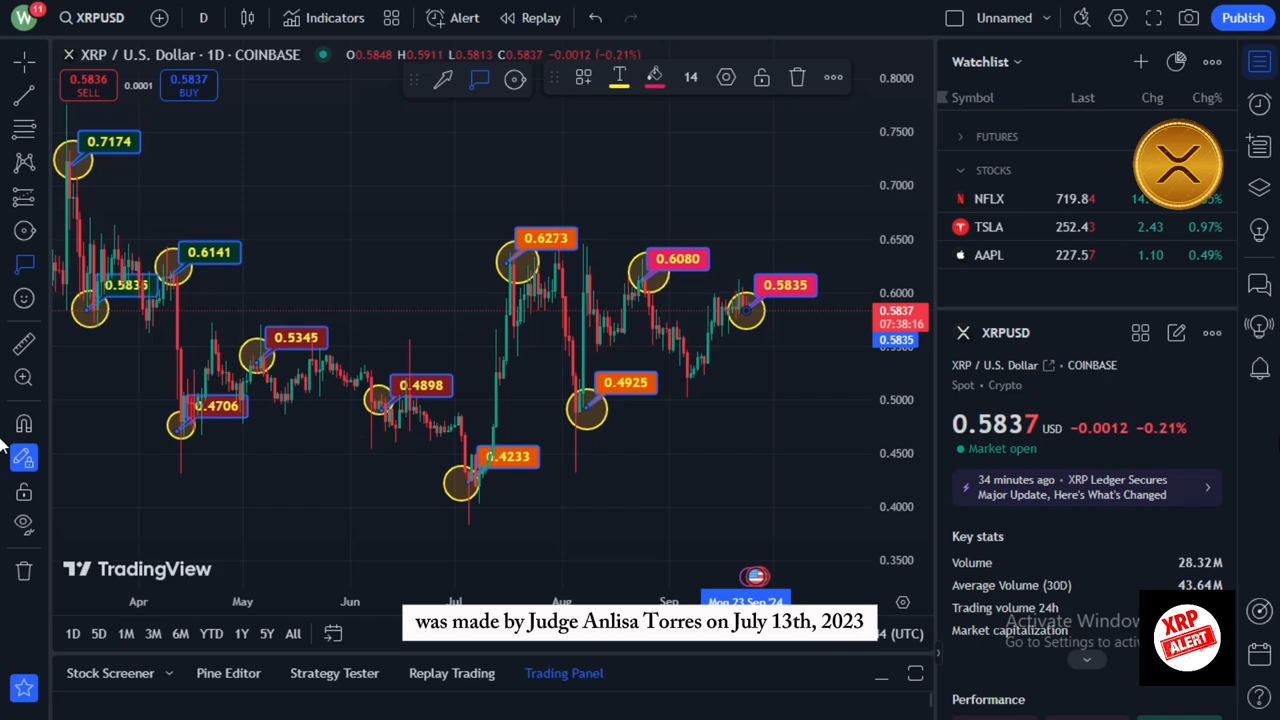 W 11 XRPUSD D Indicators Alert Replay Unnamed Publish
XRP / U.S. Dollar · 1D · COINBASE O0.5848 H0.5911 L0.5813 C0.5837 -0.0012 (-0.21%)
0.5836 SELL 0.0001 0.5837 BUY
14
0.8000
0.7500
0.7000
0.6500
0.6000
0.5837
07:38:16
0.5835
0.5000
0.4500
0.4000
0.3500
0.7174
0.6141
0.5835
0.5345
0.4706
0.4898
0.4233
0.6273
0.4925
0.6080
0.5835
TradingView
Apr May Jun Jul Aug Sep Mon 23 Sep '24
was made by Judge Anlisa Torres on July 13th, 2023
1D 5D 1M 3M 6M YTD 1Y 5Y All (UTC)
Stock Screener Pine Editor Strategy Tester Replay Trading Trading Panel
Watchlist
Symbol Last Chg Chg%
FUTURES
STOCKS
NFLX 719.84
TSLA 252.43 2.43 0.97%
AAPL 227.57 1.10 0.49%
XRPUSD
XRP / U.S. Dollar COINBASE
Spot · Crypto
0.5837 USD -0.0012 -0.21%
Market open
34 minutes ago · XRP Ledger Secures
Major Update, Here's What's Changed
Key stats
Volume 28.32M
Average Volume (30D) 43.64M
Trading volume 24h
Market capitalization
Activate Window
Go to Settings to activ
XRP
ALERT
Performance